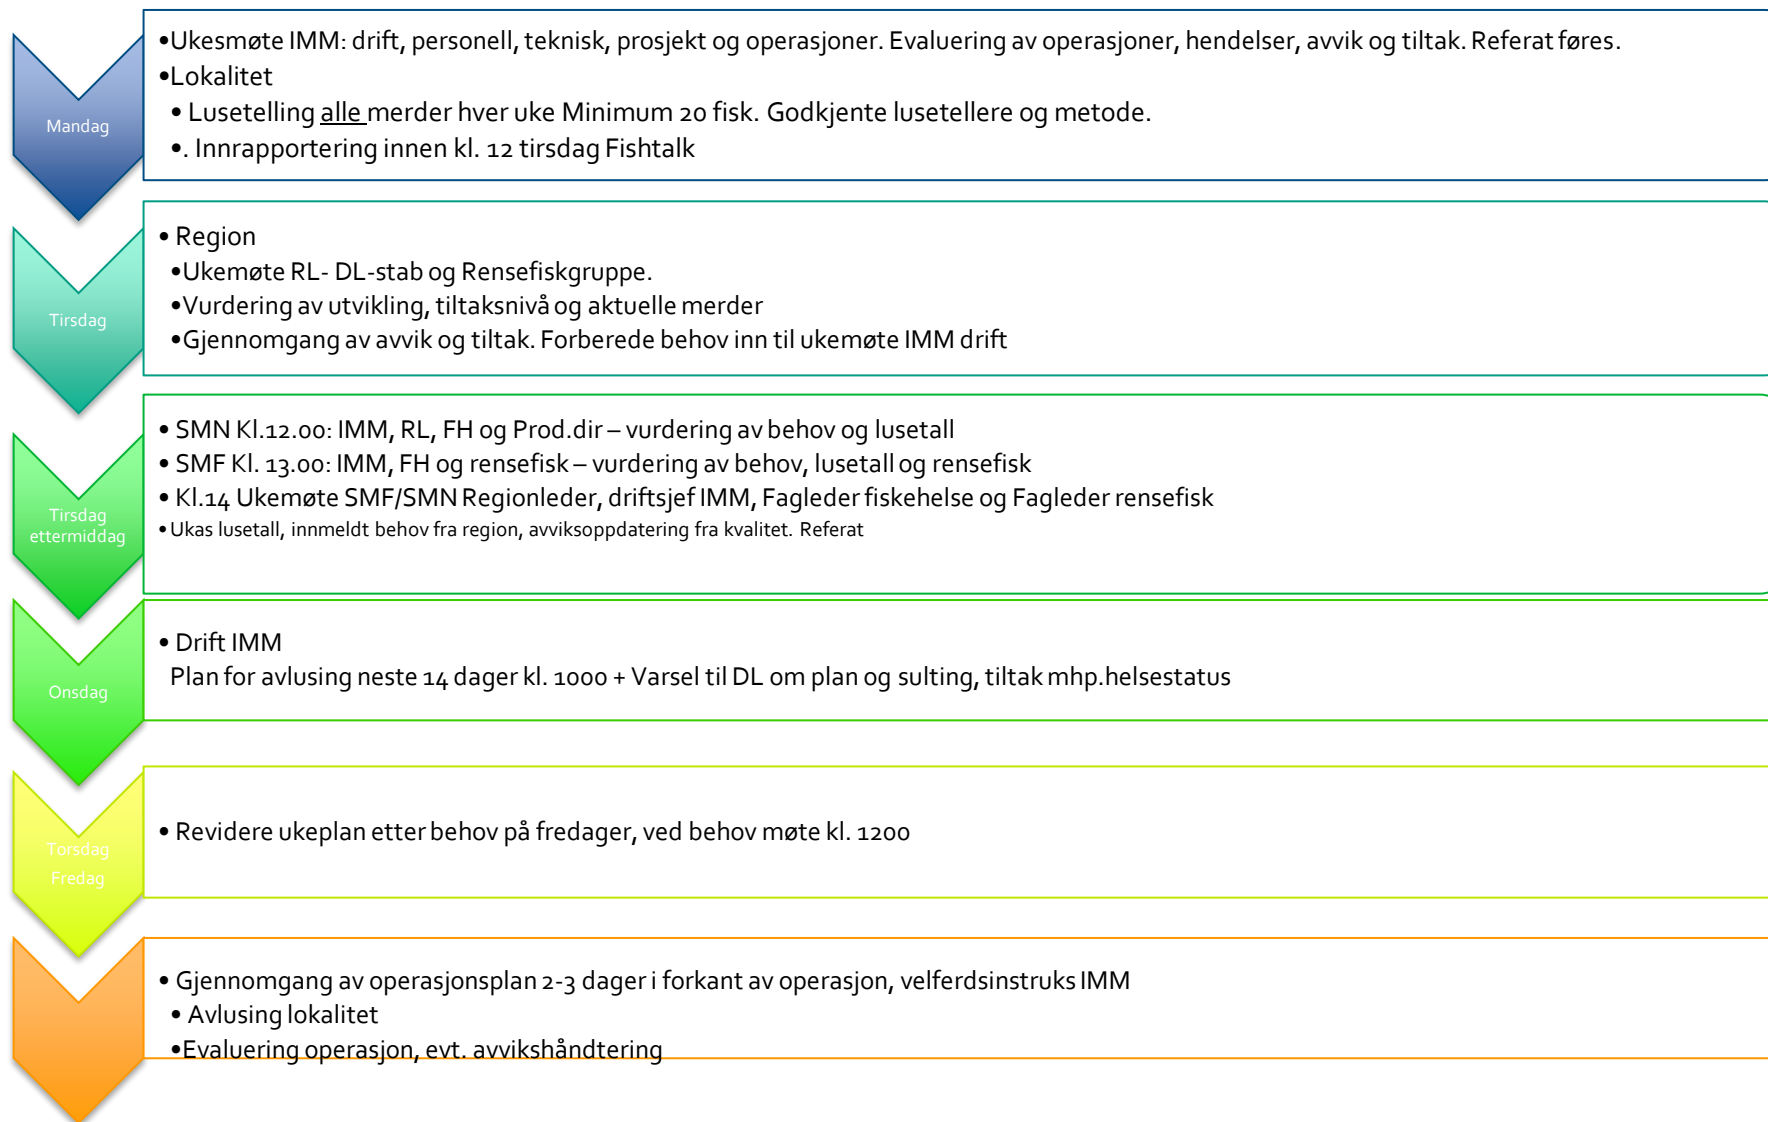 Mandag
•Ukesmøte IMM: drift, personell, teknisk, prosjekt og operasjoner. Evaluering av operasjoner, hendelser, avvik og tiltak. Referat føres.
•Lokalitet
• Lusetelling alle merder hver uke Minimum 20 fisk. Godkjente lusetellere og metode.
•. Innrapportering innen kl. 12 tirsdag Fishtalk
Tirsdag
• Region
•Ukemøte RL- DL-stab og Rensefiskgruppe.
•Vurdering av utvikling, tiltaksnivå og aktuelle merder
•Gjennomgang av avvik og tiltak. Forberede behov inn til ukemøte IMM drift
Tirsdag
ettermiddag
• SMN Kl.12.00: IMM, RL, FH og Prod.dir – vurdering av behov og lusetall
• SMF Kl. 13.00: IMM, FH og rensefisk – vurdering av behov, lusetall og rensefisk
• Kl.14 Ukemøte SMF/SMN Regionleder, driftsjef IMM, Fagleder fiskehelse og Fagleder rensefisk
• Ukas lusetall, innmeldt behov fra region, avviksoppdatering fra kvalitet. Referat
Onsdag
• Drift IMM
Plan for avlusing neste 14 dager kl. 1000 + Varsel til DL om plan og sulting, tiltak mhp.helsestatus
Torsdag
Fredag
• Revidere ukeplan etter behov på fredager, ved behov møte kl. 1200
• Gjennomgang av operasjonsplan 2-3 dager i forkant av operasjon, velferdsinstruks IMM
• Avlusing lokalitet
•Evaluering operasjon, evt. avvikshåndtering